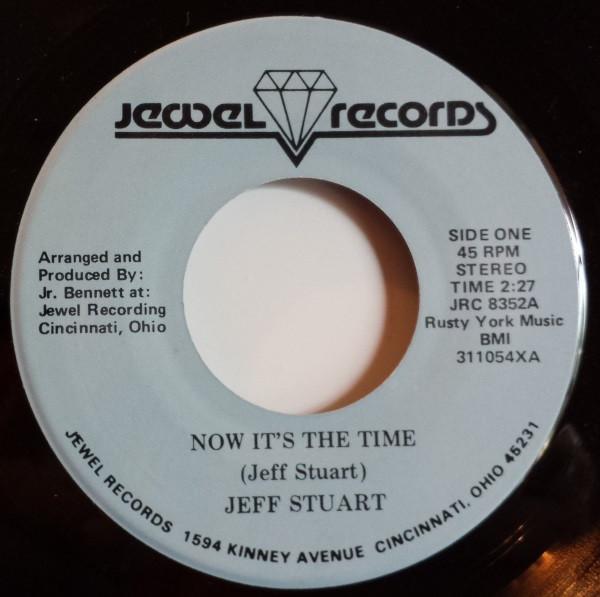 Jewel records
Arranged and
Produced By:
Jr. Bennett at:
Jewel Recording
Cincinnati, Ohio
SIDE ONE
45 RPM
STEREO
TIME 2:27
JRC 8352A
Rusty York Music
BMI
311054XA
NOW IT'S THE TIME
(Jeff Stuart)
JEFF STUART
JEWEL RECORDS 1594 KINNEY AVENUE CINCINNATI, OHIO 45231